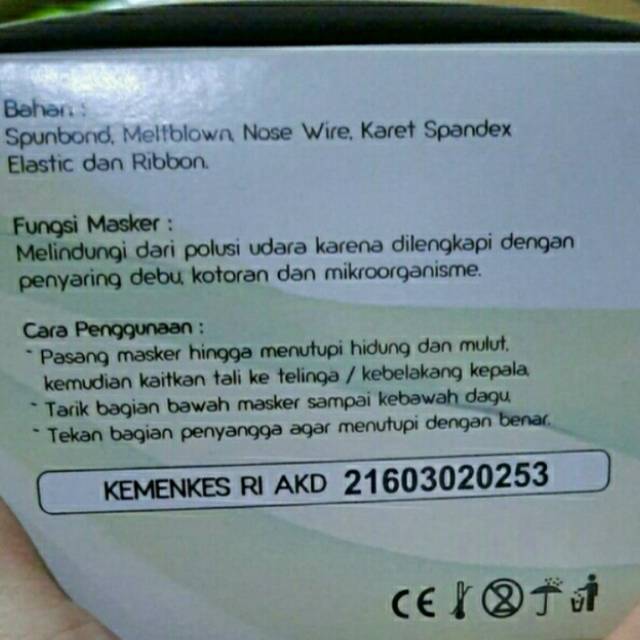 Bahan :
Spunbond, Meltblown, Nose Wire, Karet Spandex
Elastic dan Ribbon.
Fungsi Masker :
Melindungi dari polusi udara karena dilengkapi dengan
penyaring debu, kotoran dan mikroorganisme.
Cara Penggunaan :
- Pasang masker hingga menutupi hidung dan mulut,
kemudian kaitkan tali ke telinga / kebelakang kepala.
- Tarik bagian bawah masker sampai kebawah dagu.
- Tekan bagian penyangga agar menutupi dengan benar.
KEMENKES RI AKD 21603020253
CE